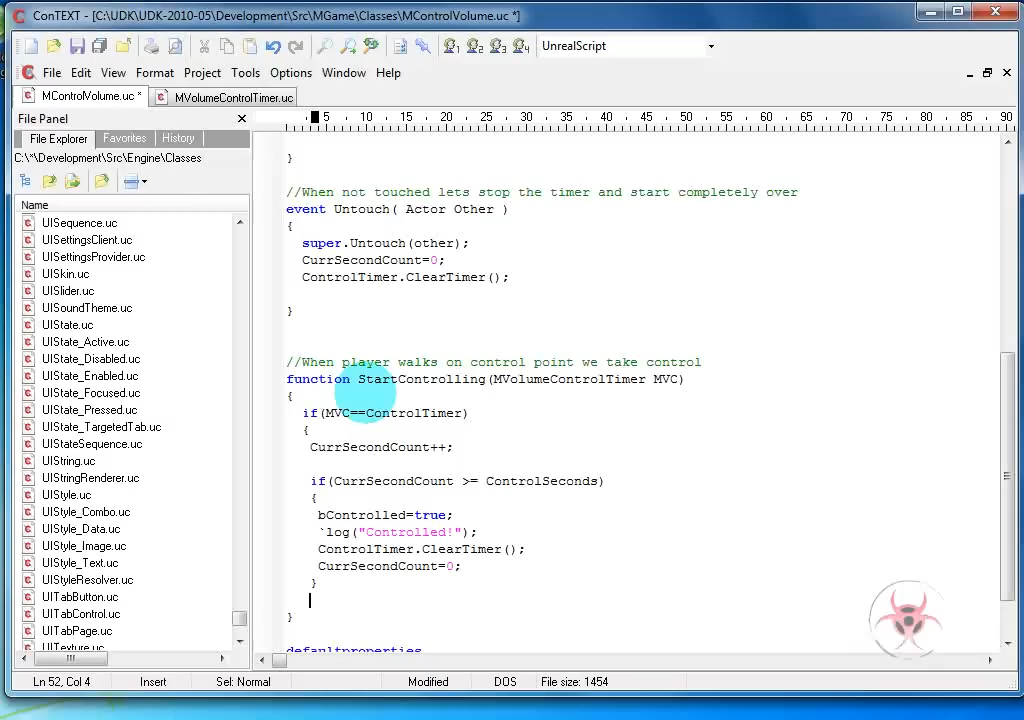 ConTEXT - [C:\UDK\UDK-2010-05\Development\Src\MGame\Classes\MControlVolume.uc *]
UnrealScript
File Edit View Format Project Tools Options Window Help
MControlVolume.uc * MVolumeControlTimer.uc
File Panel
File Explorer Favorites History
C:\*\Development\Src\Engine\Classes
Name
UISequence.uc
UISettingsClient.uc
UISettingsProvider.uc
UISkin.uc
UISlider.uc
UISoundTheme.uc
UIState.uc
UIState_Active.uc
UIState_Disabled.uc
UIState_Enabled.uc
UIState_Focused.uc
UIState_Pressed.uc
UIState_TargetedTab.uc
UIStateSequence.uc
UIString.uc
UIStringRenderer.uc
UIStyle.uc
UIStyle_Combo.uc
UIStyle_Data.uc
UIStyle_Image.uc
UIStyle_Text.uc
UIStyleResolver.uc
UITabButton.uc
UITabControl.uc
UITabPage.uc
UITexture.uc
5 10 15 20 25 30 35 40 45 50 55 60 65 70 75 80 85 90
}
//When not touched lets stop the timer and start completely over
event Untouch( Actor Other )
{
super.Untouch(other);
CurrSecondCount=0;
ControlTimer.ClearTimer();
}
//When player walks on control point we take control
function StartControlling(MVolumeControlTimer MVC)
{
if(MVC==ControlTimer)
{
CurrSecondCount++;
if(CurrSecondCount >= ControlSeconds)
{
bControlled=true;
`log("Controlled!");
ControlTimer.ClearTimer();
CurrSecondCount=0;
}
}
defaultproperties
Ln 52, Col 4 Insert Sel: Normal Modified DOS File size: 1454